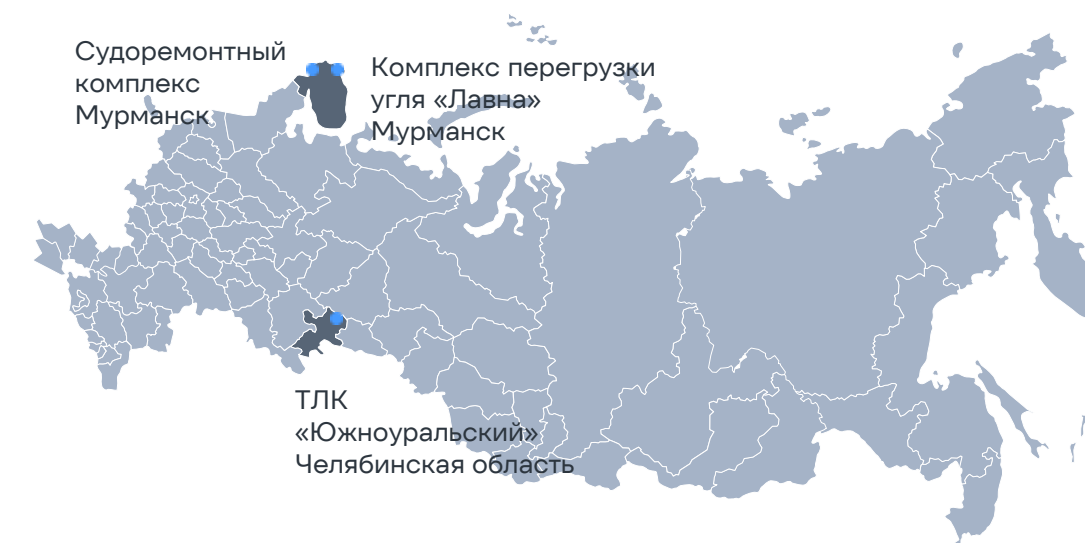 Судоремонтный
комплекс
Мурманск
Комплекс перегрузки
угля «Лавна»
Мурманск
ТЛК
«Южноуральский»
Челябинская область